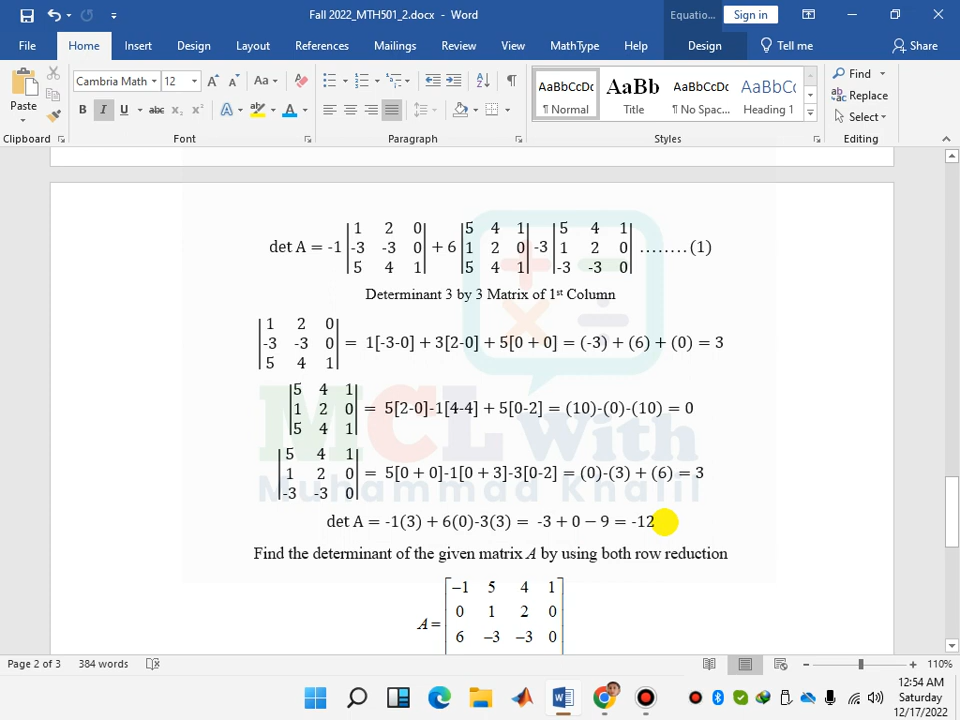 Fall 2022_MTH501_2.docx - Word
Equatio...
Sign in
File Home Insert Design Layout References Mailings Review View MathType Help Design Tell me Share
Paste
Cambria Math 12
Aa
B I U abc x₂ x² A A
Clipboard Font Paragraph Styles Editing
AaBbCcDc AaBb AaBbCcDc AaBbCc
¶ Normal Title ¶ No Spac... Heading 1
Find
Replace
Select
det A = -1 |1 2 0; -3 -3 0; 5 4 1| + 6 |5 4 1; 1 2 0; 5 4 1| -3 |5 4 1; 1 2 0; -3 -3 0| ........(1)
Determinant 3 by 3 Matrix of 1st Column
|1 2 0; -3 -3 0; 5 4 1| = 1[-3-0] + 3[2-0] + 5[0 + 0] = (-3) + (6) + (0) = 3
|5 4 1; 1 2 0; 5 4 1| = 5[2-0]-1[4-4] + 5[0-2] = (10)-(0)-(10) = 0
|5 4 1; 1 2 0; -3 -3 0| = 5[0 + 0]-1[0 + 3]-3[0-2] = (0)-(3) + (6) = 3
MCL With
Muhammad Khalil
det A = -1(3) + 6(0)-3(3) = -3 + 0 − 9 = -12
Find the determinant of the given matrix A by using both row reduction
A = [−1 5 4 1
0 1 2 0
6 −3 −3 0
Page 2 of 3 384 words 110%
12:54 AM
Saturday
12/17/2022